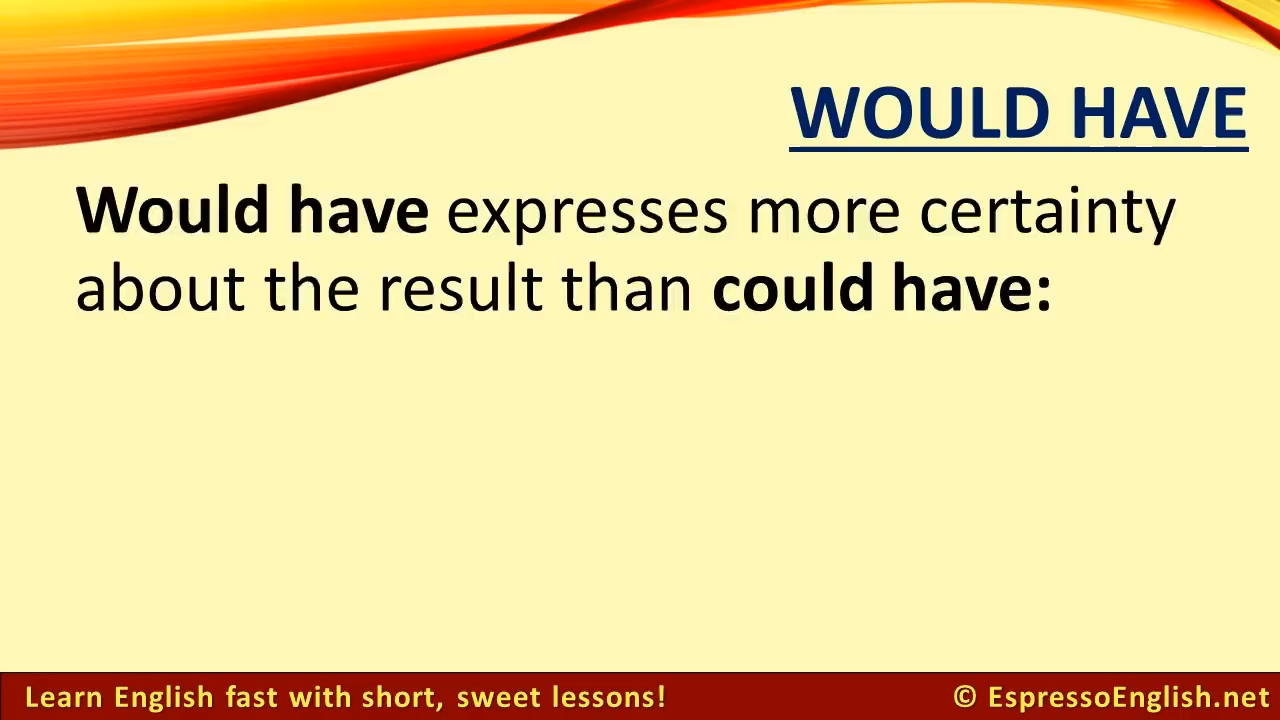 WOULD HAVE
Would have expresses more certainty
about the result than could have:
Learn English fast with short, sweet lessons!
© EspressoEnglish.net